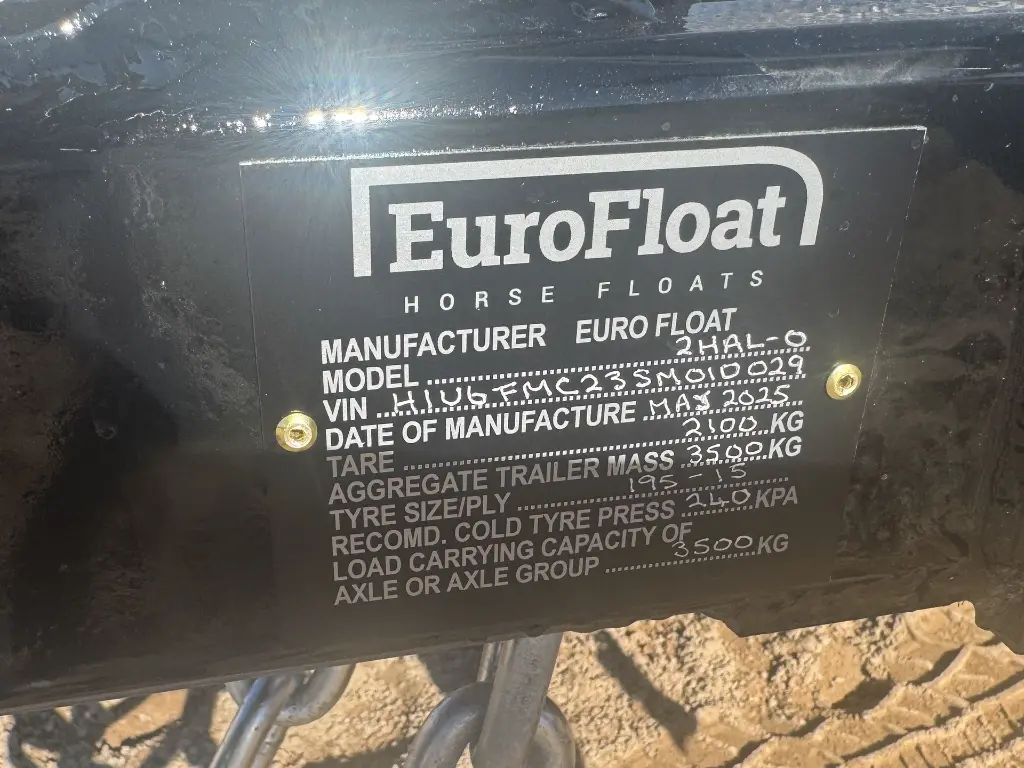 EuroFloat
HORSE FLOATS
MANUFACTURER EURO FLOAT
MODEL 2HAL-0
VIN H1U6FMC23SM010029
DATE OF MANUFACTURE MAY 2025
TARE 2100 KG
AGGREGATE TRAILER MASS 3500 KG
TYRE SIZE/PLY 195-15
RECOMD. COLD TYRE PRESS 240 KPA
LOAD CARRYING CAPACITY OF
AXLE OR AXLE GROUP 3500 KG